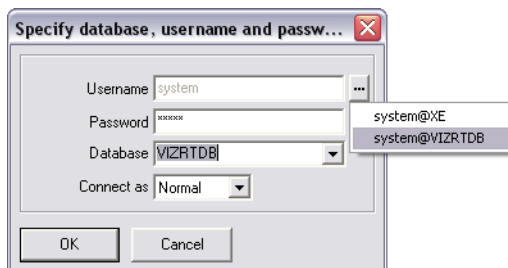 Specify database, username and passw...
Username system ...
system@XE
system@VIZRTDB
Password *****
Database VIZRTDB
Connect as Normal
OK Cancel